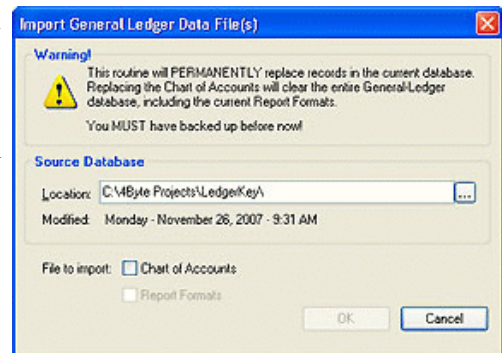 Import General Ledger Data File(s)
Warning!
This routine will PERMANENTLY replace records in the current database.
Replacing the Chart of Accounts will clear the entire General-Ledger
database, including the current Report Formats.
You MUST have backed up before now!
Source Database
Location: C:\4Byte Projects\LedgerKey\ ...
Modified: Monday - November 26, 2007 - 9:31 AM
File to import: Chart of Accounts
Report Formats
OK Cancel